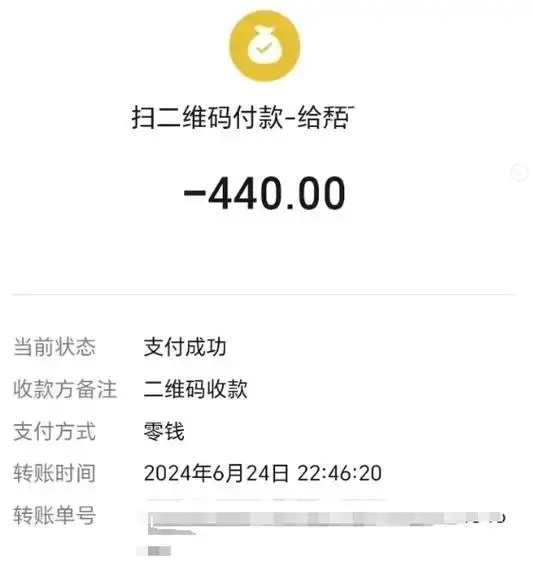 扫二维码付款-给
-440.00
当前状态 支付成功
收款方备注 二维码收款
支付方式 零钱
转账时间 2024年6月24日 22:46:20
转账单号